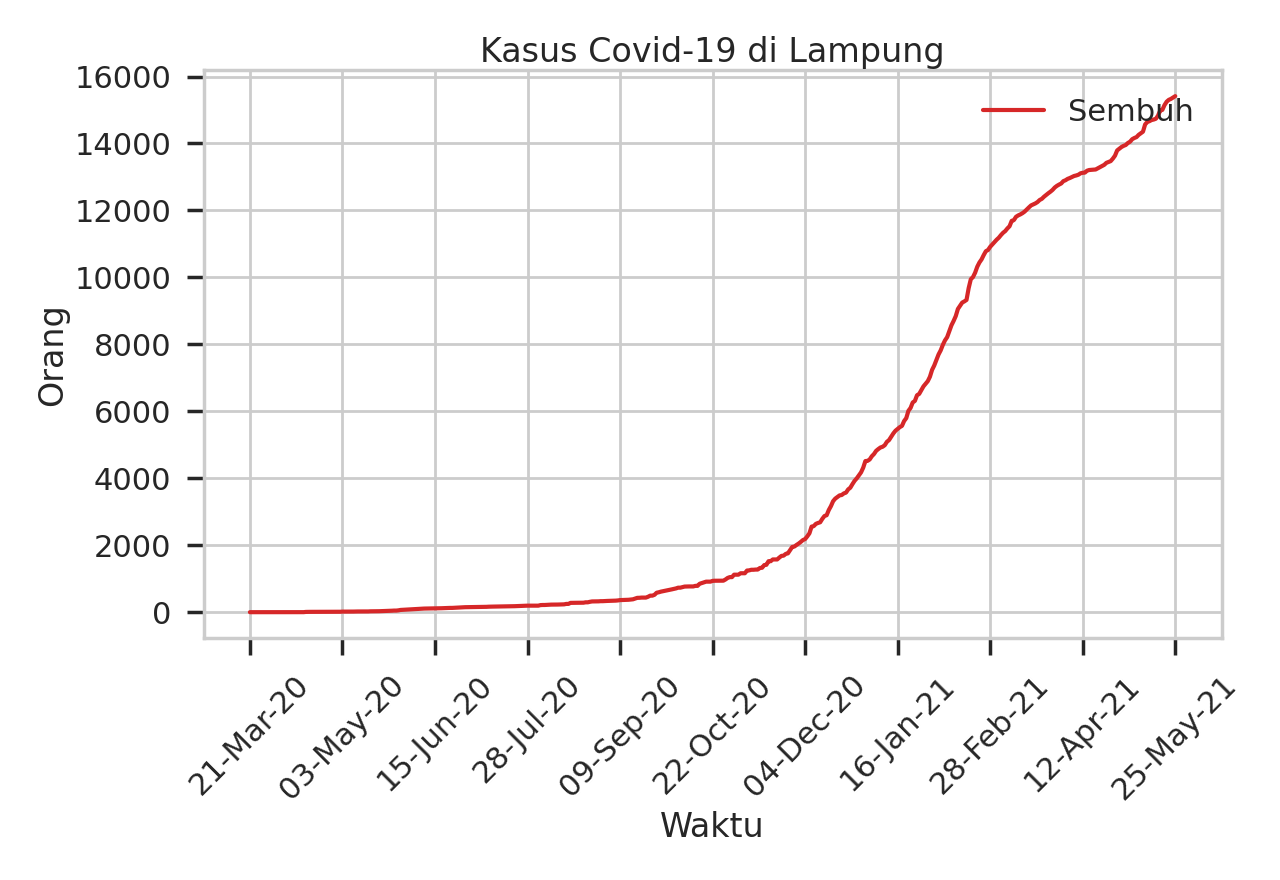 Kasus Covid-19 di Lampung
Sembuh
16000
14000
12000
10000
8000
6000
4000
2000
0
Orang
21-Mar-20
03-May-20
15-Jun-20
28-Jul-20
09-Sep-20
22-Oct-20
04-Dec-20
16-Jan-21
28-Feb-21
12-Apr-21
25-May-21
Waktu